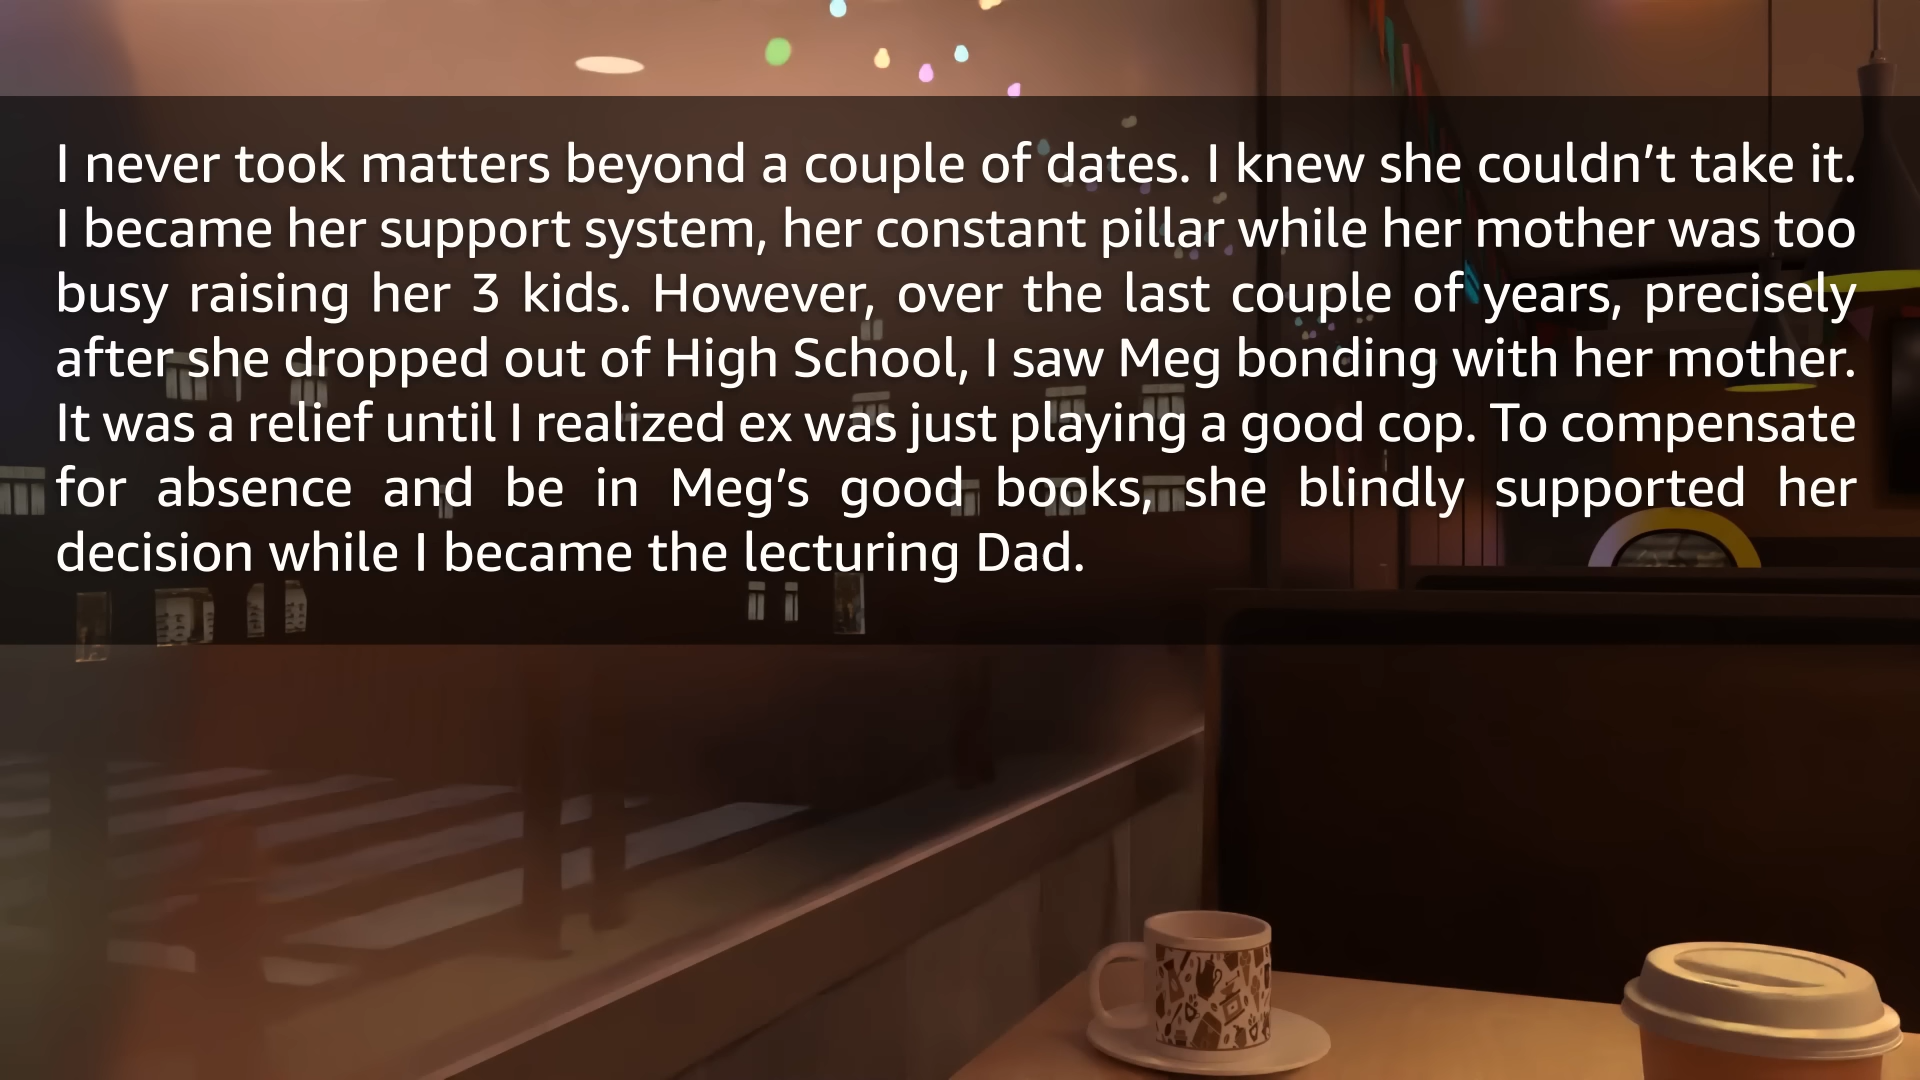 I never took matters beyond a couple of dates. I knew she couldn’t take it.
I became her support system, her constant pillar while her mother was too
busy raising her 3 kids. However, over the last couple of years, precisely
after she dropped out of High School, I saw Meg bonding with her mother.
It was a relief until I realized ex was just playing a good cop. To compensate
for absence and be in Meg’s good books, she blindly supported her
decision while I became the lecturing Dad.